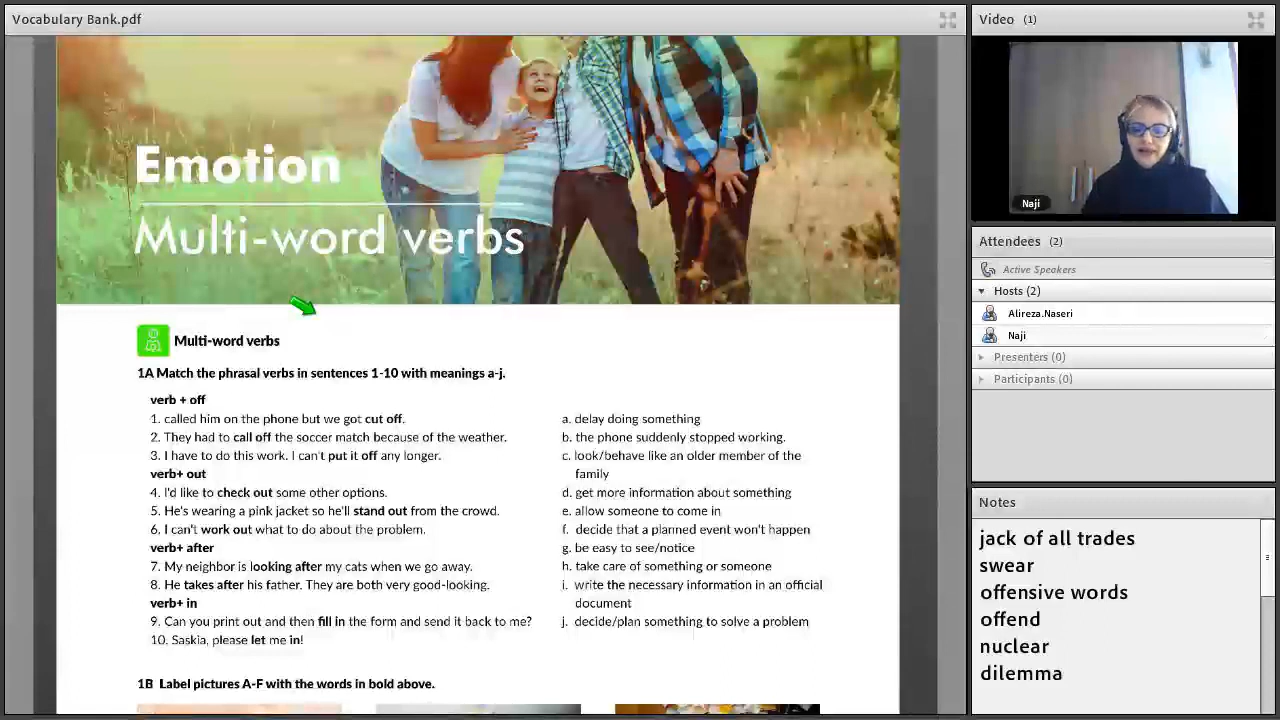 Vocabulary Bank.pdf
Emotion
Multi-word verbs
Multi-word verbs
1A Match the phrasal verbs in sentences 1-10 with meanings a-j.
verb + off
1. called him on the phone but we got cut off.
2. They had to call off the soccer match because of the weather.
3. I have to do this work. I can't put it off any longer.
verb+ out
4. I'd like to check out some other options.
5. He's wearing a pink jacket so he'll stand out from the crowd.
6. I can't work out what to do about the problem.
verb+ after
7. My neighbor is looking after my cats when we go away.
8. He takes after his father. They are both very good-looking.
verb+ in
9. Can you print out and then fill in the form and send it back to me?
10. Saskia, please let me in!
a. delay doing something
b. the phone suddenly stopped working.
c. look/behave like an older member of the
family
d. get more information about something
e. allow someone to come in
f. decide that a planned event won't happen
g. be easy to see/notice
h. take care of something or someone
i. write the necessary information in an official
document
j. decide/plan something to solve a problem
1B Label pictures A-F with the words in bold above.
Video (1)
Naji
Attendees (2)
Active Speakers
Hosts (2)
Alireza.Naseri
Naji
Presenters (0)
Participants (0)
Notes
jack of all trades
swear
offensive words
offend
nuclear
dilemma